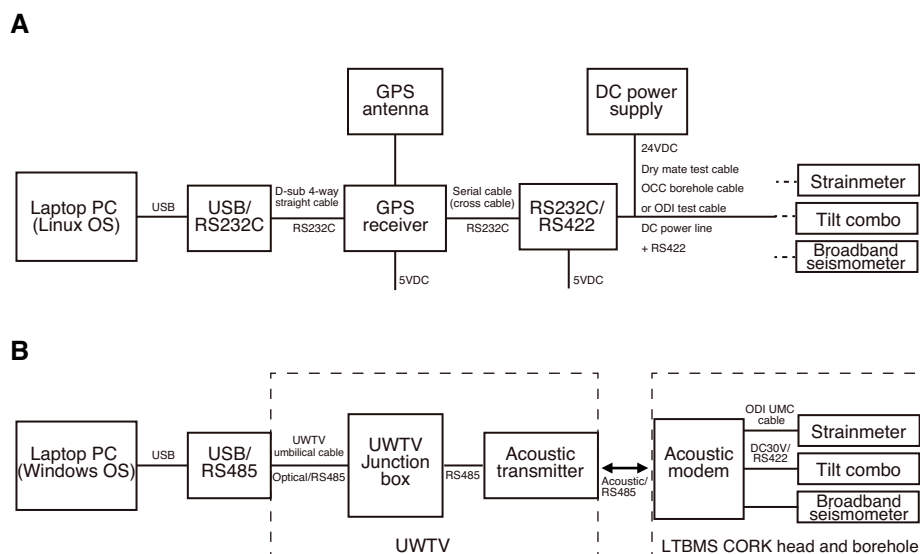 A
GPS
antenna
DC power
supply
24VDC
Dry mate test cable
OCC borehole cable
or ODI test cable
DC power line
+ RS422
Laptop PC
(Linux OS)
USB
USB/
RS232C
D-sub 4-way
straight cable
RS232C
GPS
receiver
5VDC
Serial cable
(cross cable)
RS232C
RS232C/
RS422
5VDC
Strainmeter
Tilt combo
Broadband
seismometer
B
Laptop PC
(Windows OS)
USB
USB/
RS485
UWTV
umbilical cable
Optical/RS485
UWTV
Junction
box
RS485
Acoustic
transmitter
UWTV
Acoustic/
RS485
Acoustic
modem
ODI UMC
cable
DC30V/
RS422
Strainmeter
Tilt combo
Broadband
seismometer
LTBMS CORK head and borehole